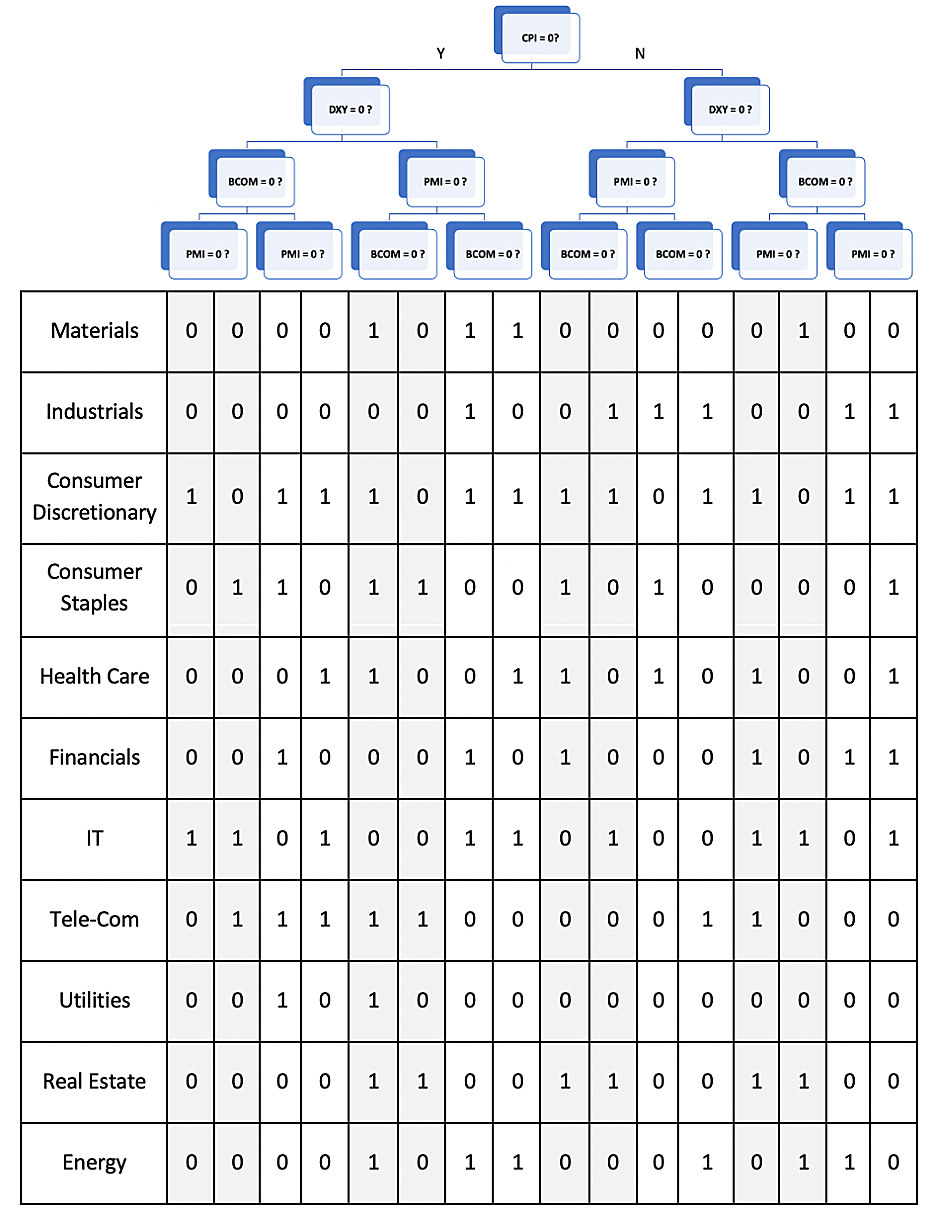 CPI = 0?
Y N
DXY = 0 ? DXY = 0 ?
BCOM = 0 ? PMI = 0 ? PMI = 0 ? BCOM = 0 ?
PMI = 0 ? PMI = 0 ? BCOM = 0 ? BCOM = 0 ? BCOM = 0 ? BCOM = 0 ? PMI = 0 ? PMI = 0 ?
Materials 0 0 0 0 1 0 1 1 0 0 0 0 0 1 0 0
Industrials 0 0 0 0 0 0 1 0 0 1 1 1 0 0 1 1
Consumer
Discretionary 1 0 1 1 1 0 1 1 1 1 0 1 1 0 1 1
Consumer
Staples 0 1 1 0 1 1 0 0 1 0 1 0 0 0 0 1
Health Care 0 0 0 1 1 0 0 1 1 0 1 0 1 0 0 1
Financials 0 0 1 0 0 0 1 0 1 0 0 0 1 0 1 1
IT 1 1 0 1 0 0 1 1 0 1 0 0 1 1 0 1
Tele-Com 0 1 1 1 1 1 0 0 0 0 0 1 1 0 0 0
Utilities 0 0 1 0 1 0 0 0 0 0 0 0 0 0 0 0
Real Estate 0 0 0 0 1 1 0 0 1 1 0 0 1 1 0 0
Energy 0 0 0 0 1 0 1 1 0 0 0 1 0 1 1 0